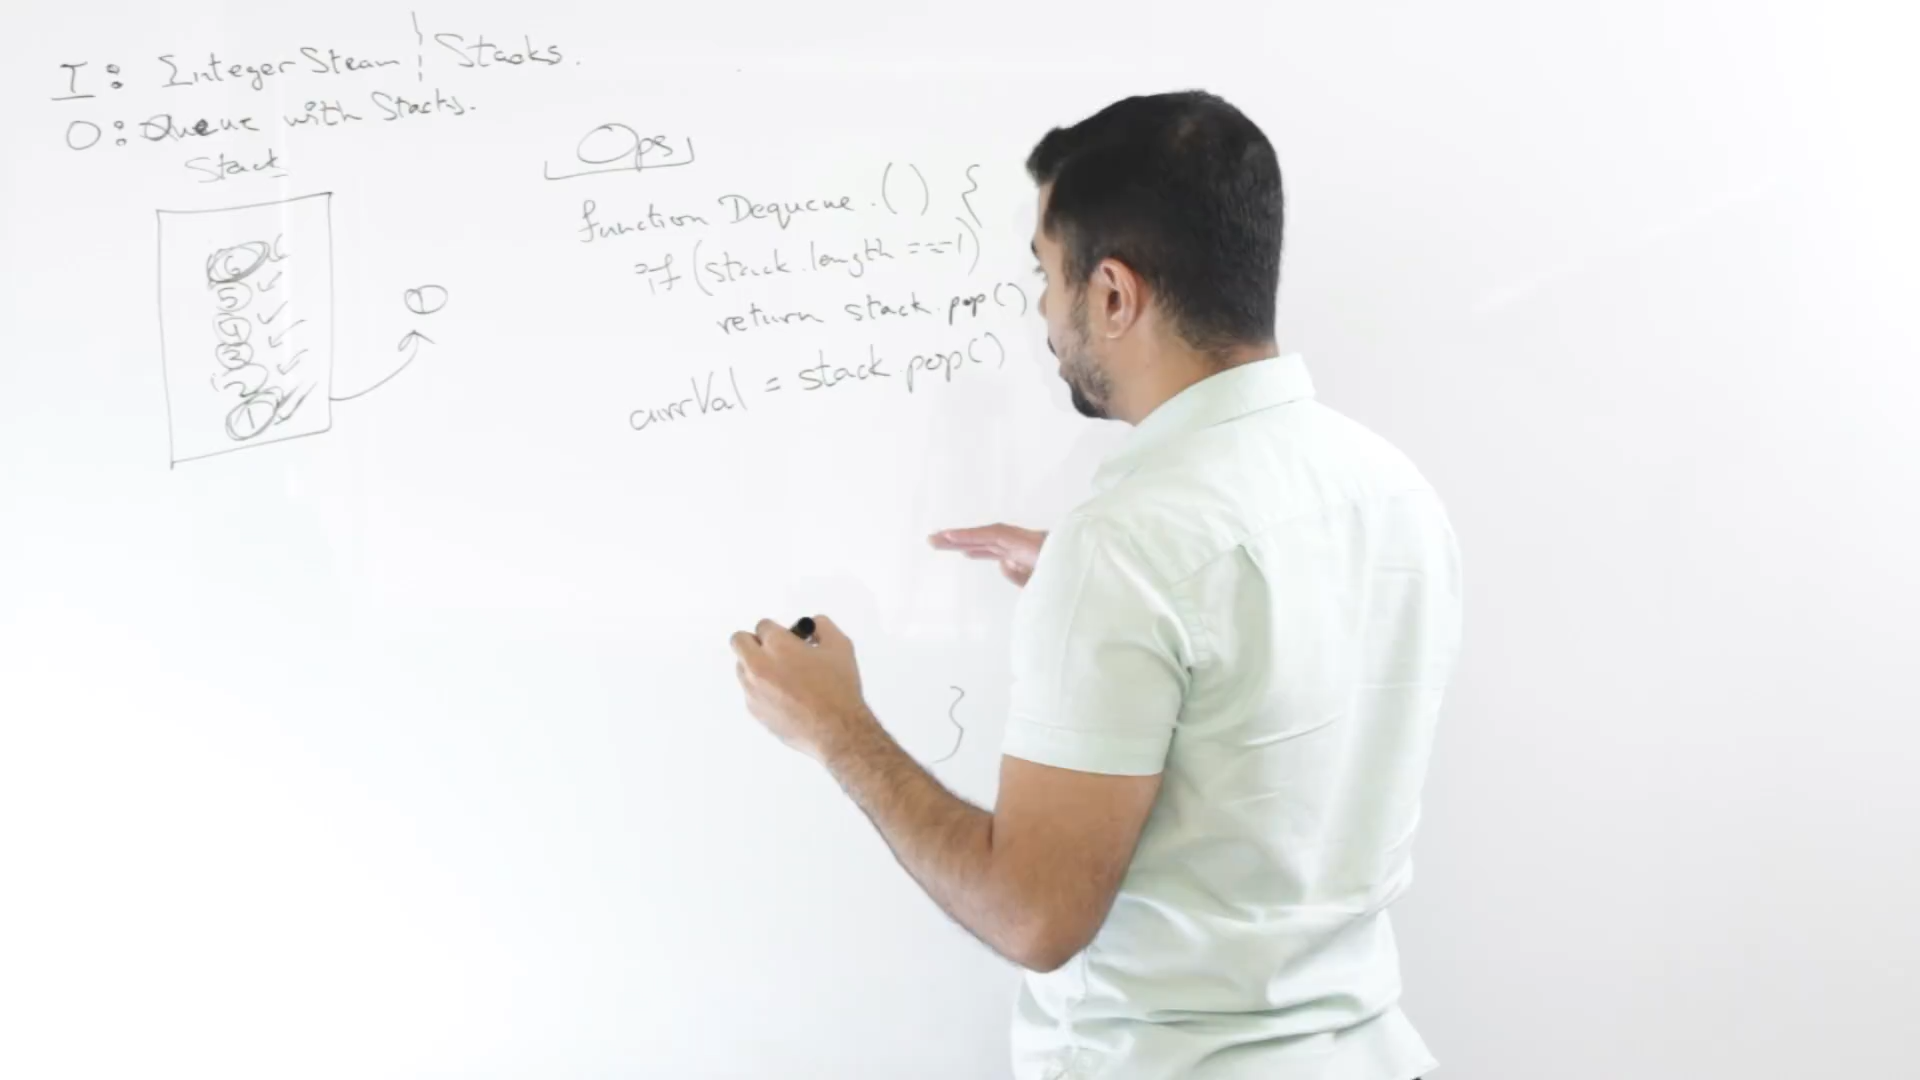 I: Integer Steam Stacks.
O: Queue with Stacks.
Stack
6
5
4
3
2
1
1
Ops
function Dequeue.() {
if (stack.length ===1)
return stack.pop()
currVal = stack.pop()
}